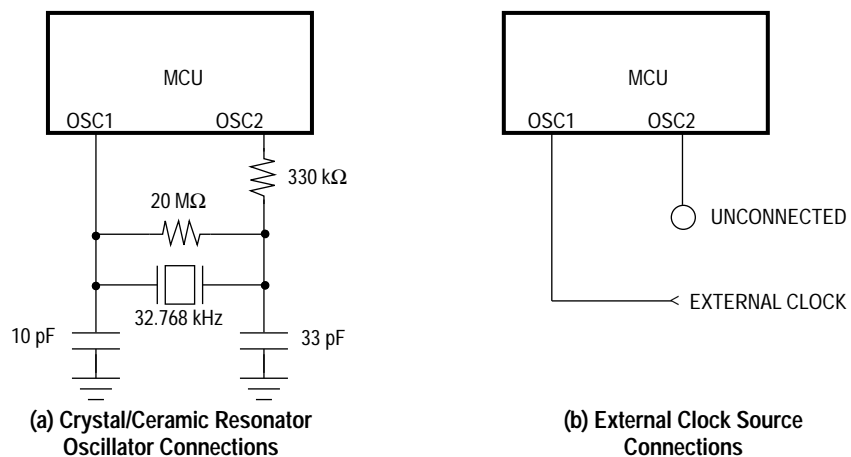 MCU
OSC1
OSC2
330 kΩ
20 MΩ
32.768 kHz
10 pF
33 pF
(a) Crystal/Ceramic Resonator
Oscillator Connections
MCU
OSC1
OSC2
UNCONNECTED
EXTERNAL CLOCK
(b) External Clock Source
Connections